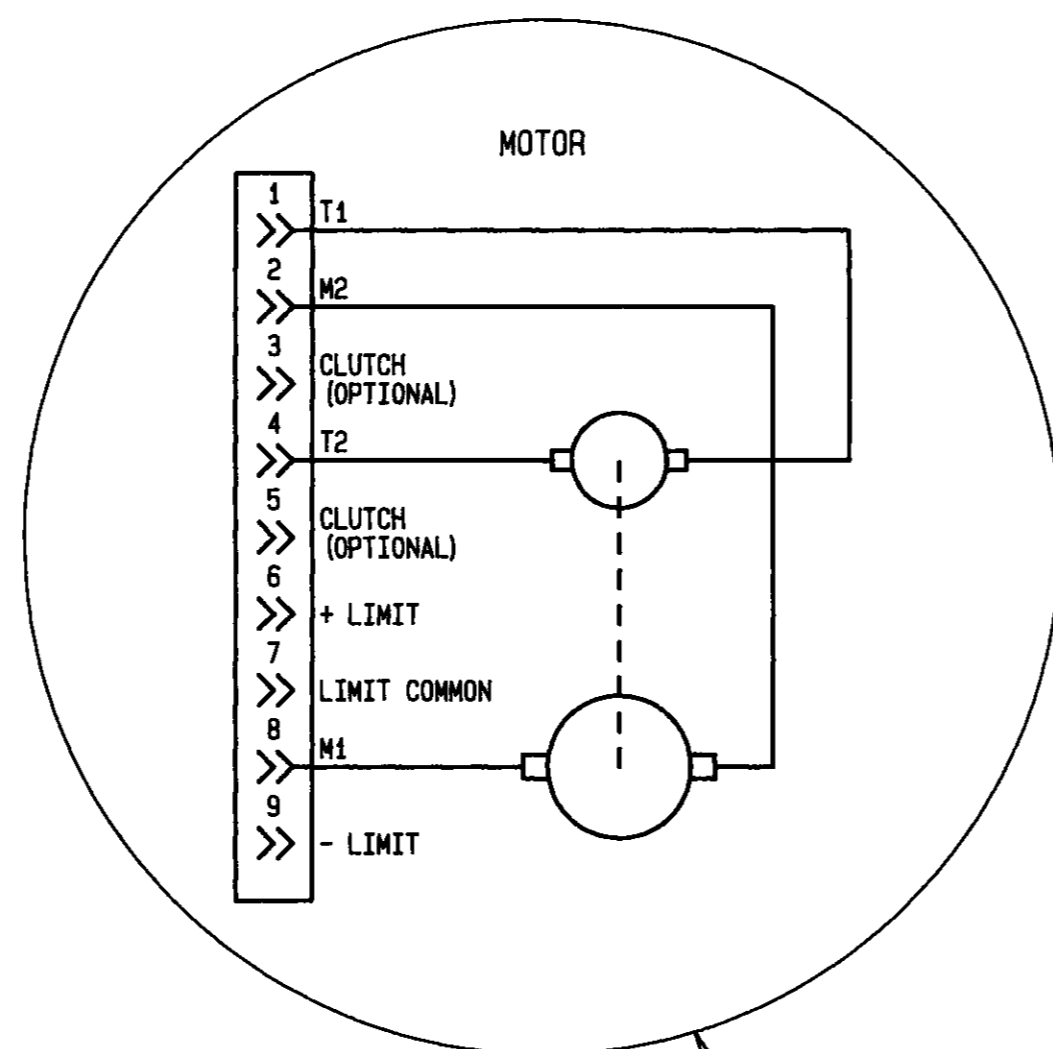 MOTOR
1
T1
2
M2
3
CLUTCH
(OPTIONAL)
4
T2
5
CLUTCH
(OPTIONAL)
6
+ LIMIT
7
LIMIT COMMON
8
M1
9
- LIMIT